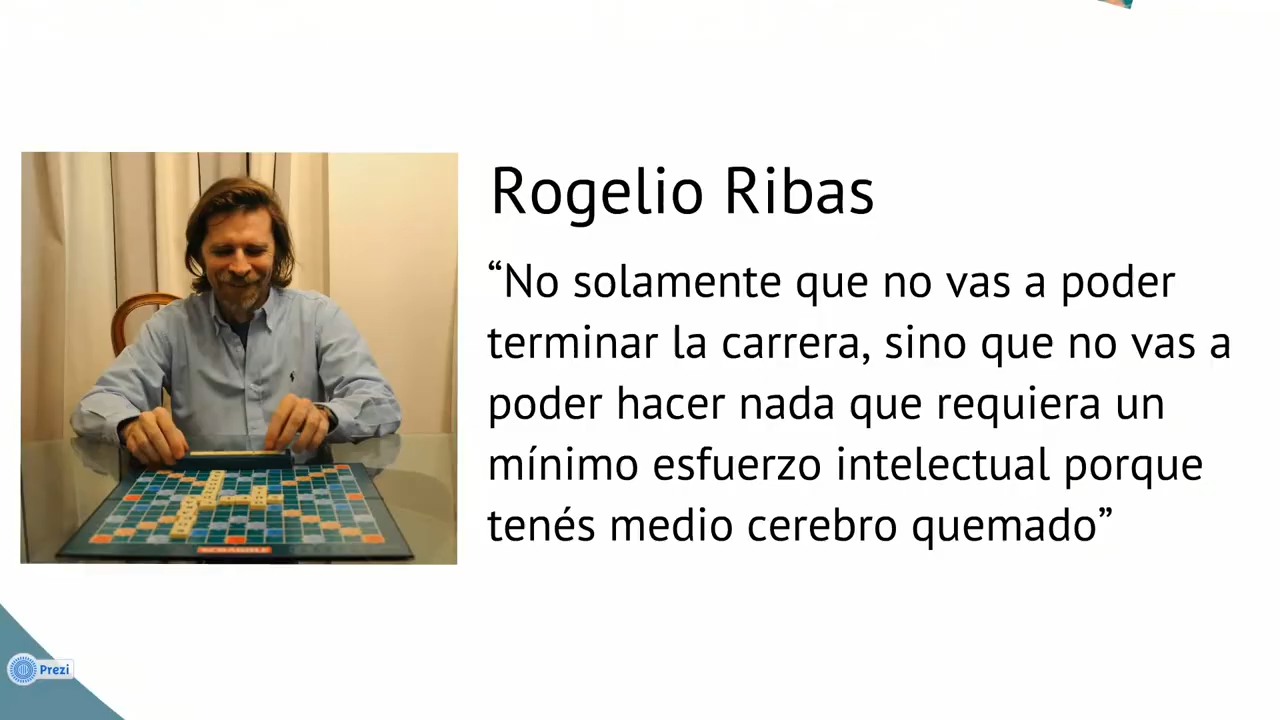 Rogelio Ribas
“No solamente que no vas a poder
terminar la carrera, sino que no vas a
poder hacer nada que requiera un
mínimo esfuerzo intelectual porque
tenés medio cerebro quemado”
SCRABBLE
Prezi